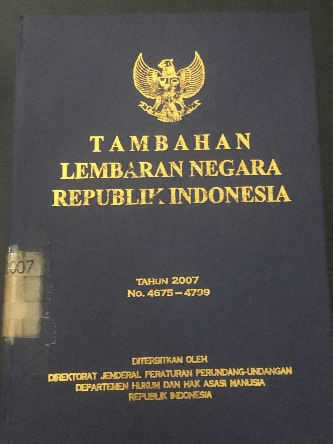 TAMBAHAN
LEMBARAN NEGARA
REPUBLIK INDONESIA
TAHUN 2007
No. 4675 – 4799
DITERBITKAN OLEH
DIREKTORAT JENDERAL PERATURAN PERUNDANG-UNDANGAN
DEPARTEMEN HUKUM DAN HAK ASASI MANUSIA
REPUBLIK INDONESIA
007